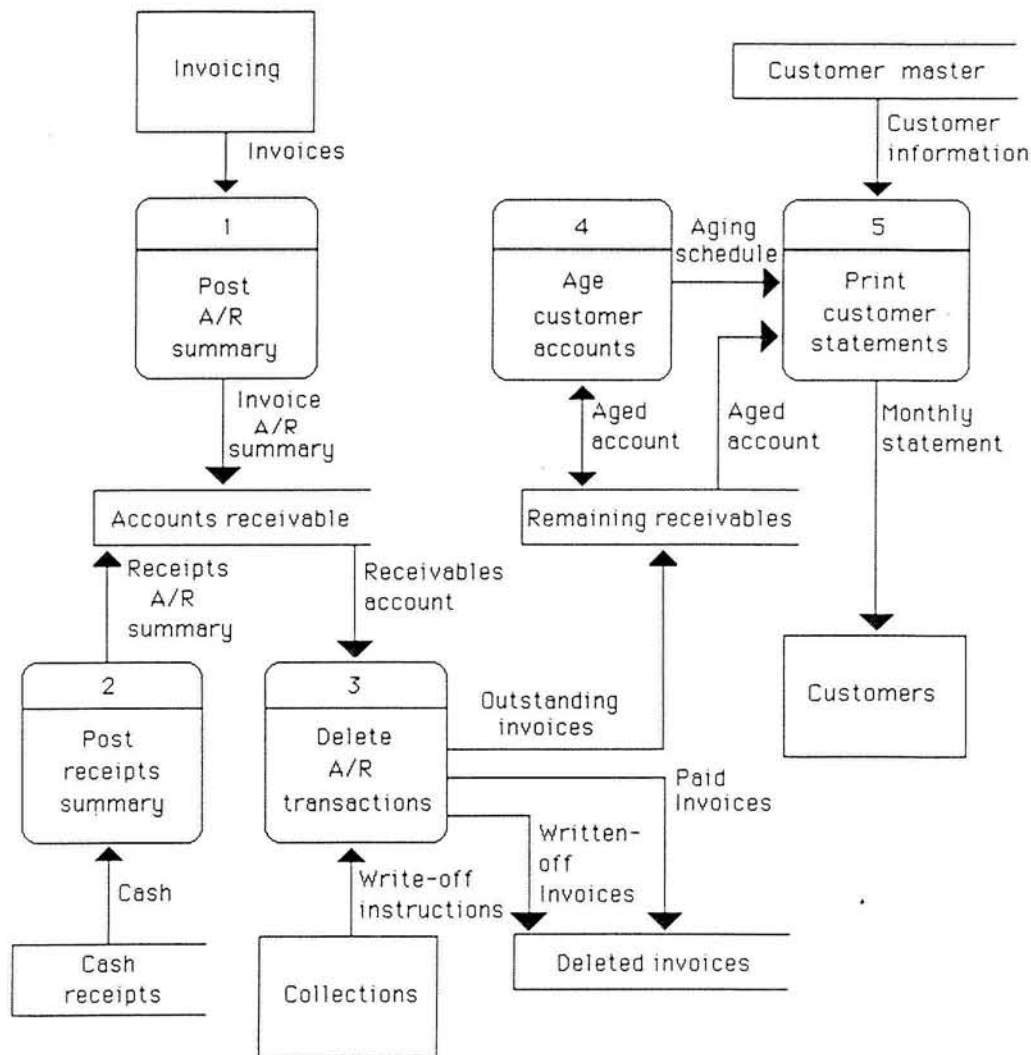 Invoicing
Invoices
1
Post
A/R
summary
Invoice
A/R
summary
Accounts receivable
Receipts
A/R
summary
2
Post
receipts
summary
Cash
Cash
receipts
Receivables
account
3
Delete
A/R
transactions
Write-off
instructions
Collections
Outstanding
invoices
Paid
Invoices
Written-
off
Invoices
Deleted invoices
4
Age
customer
accounts
Aging
schedule
Aged
account
Aged
account
Remaining receivables
Customer master
Customer
information
5
Print
customer
statements
Monthly
statement
Customers